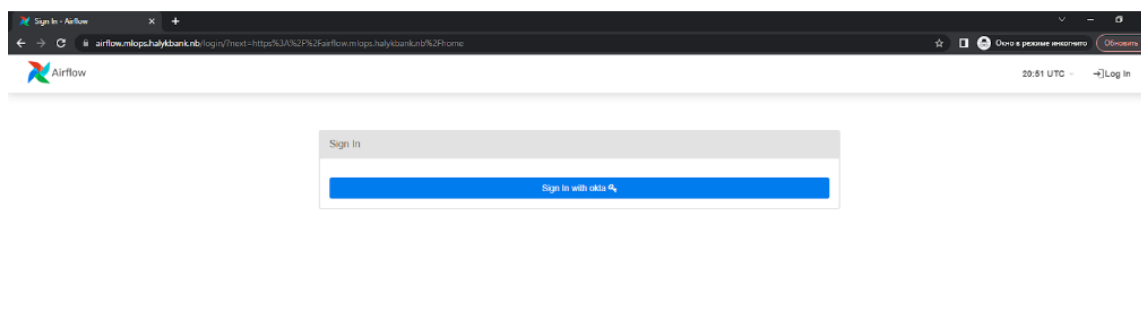 Sign In - Airflow
airflow.mlops.halykbank.nb/login/?next=https%3A%2F%2Fairflow.mlops.halykbank.nb%2Fhome
Окно в режиме инкогнито
Обновить
Airflow
20:51 UTC
Log In
Sign In
Sign In with okta